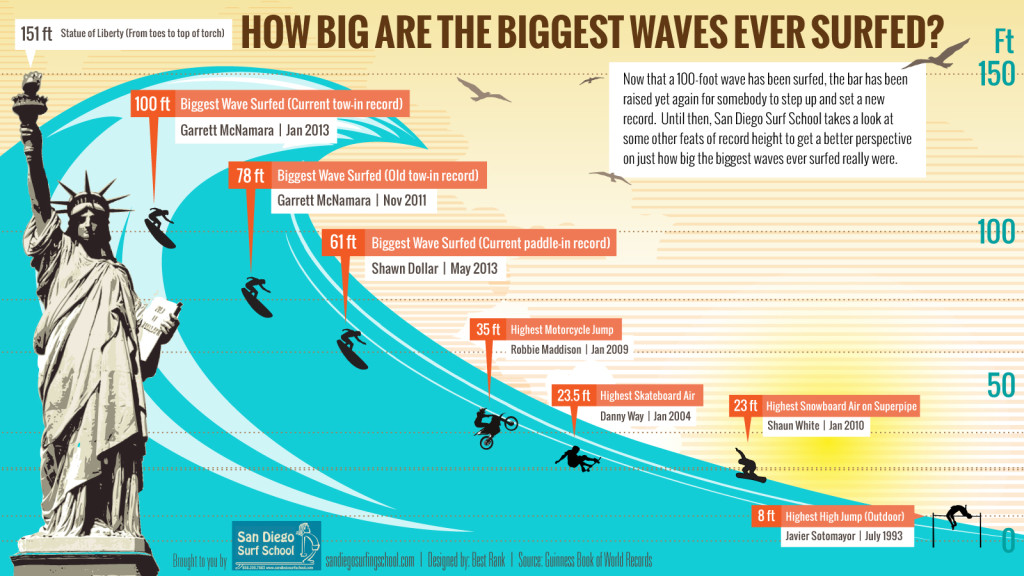 HOW BIG ARE THE BIGGEST WAVES EVER SURFED?
151 ft Statue of Liberty (From toes to top of torch)
Ft
150
Now that a 100-foot wave has been surfed, the bar has been
raised yet again for somebody to step up and set a new
record. Until then, San Diego Surf School takes a look at
some other feats of record height to get a better perspective
on just how big the biggest waves ever surfed really were.
100 ft Biggest Wave Surfed (Current tow-in record)
Garrett McNamara | Jan 2013
78 ft Biggest Wave Surfed (Old tow-in record)
Garrett McNamara | Nov 2011
100
61 ft Biggest Wave Surfed (Current paddle-in record)
Shawn Dollar | May 2013
35 ft Highest Motorcycle Jump
Robbie Maddison | Jan 2009
50
23.5 ft Highest Skateboard Air
Danny Way | Jan 2004
23 ft Highest Snowboard Air on Superpipe
Shaun White | Jan 2010
8 ft Highest High Jump (Outdoor)
Javier Sotomayor | July 1993
0
Brought to you by
San Diego
Surf School
sandiegosurfingschool.com | Designed by: Best Rank | Source: Guinness Book of World Records